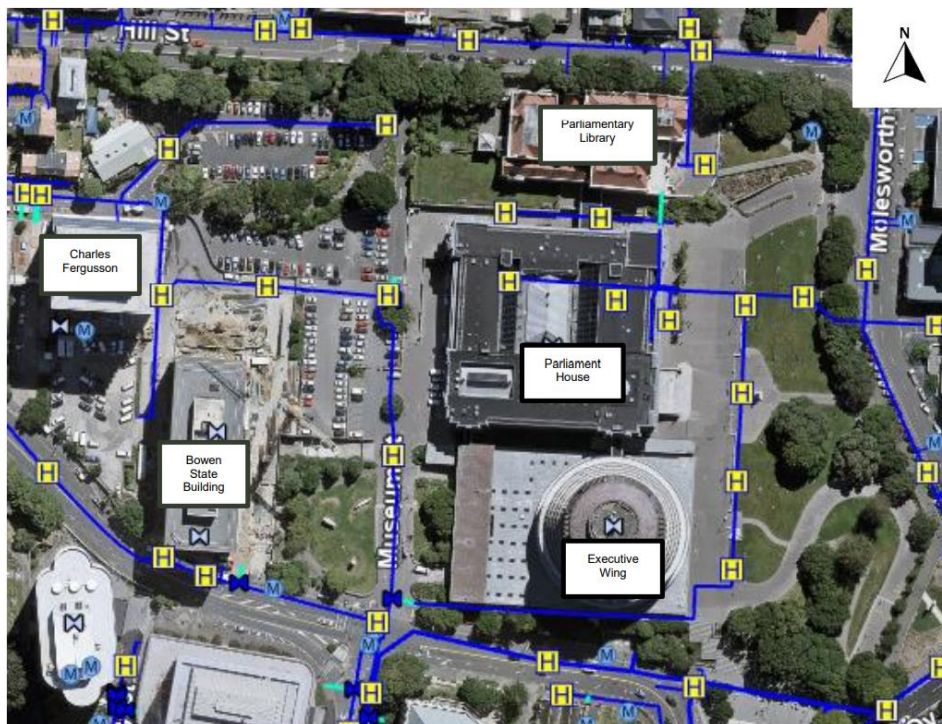 N
Hill St
Parliamentary
Library
Molesworth
Charles
Fergusson
Parliament
House
Bowen
State
Building
Museum
Executive
Wing